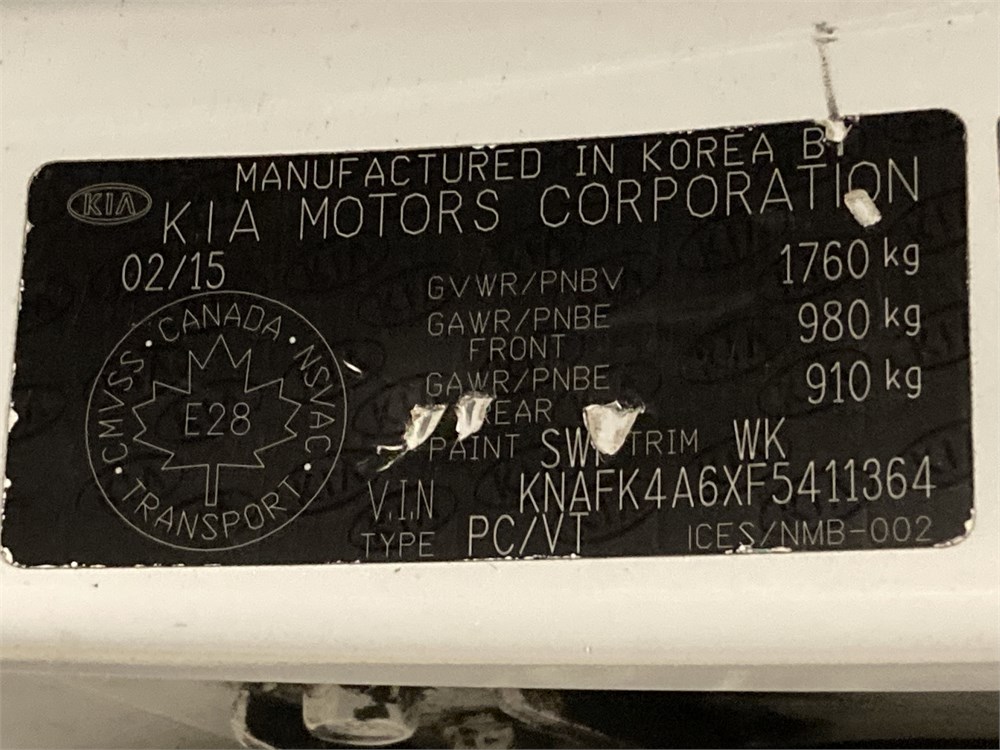 MANUFACTURED IN KOREA BY
KIA KIA MOTORS CORPORATION
02/15
GVWR/PNBV 1760 kg
GAWR/PNBE FRONT 980 kg
GAWR/PNBE REAR 910 kg
PAINT TRIM WK
V.I.N KNAFK4A6XF5411364
TYPE PC/VT ICES/NMB-002
CANADA
CMVSS · NSVAC
E28
TRANSPORT